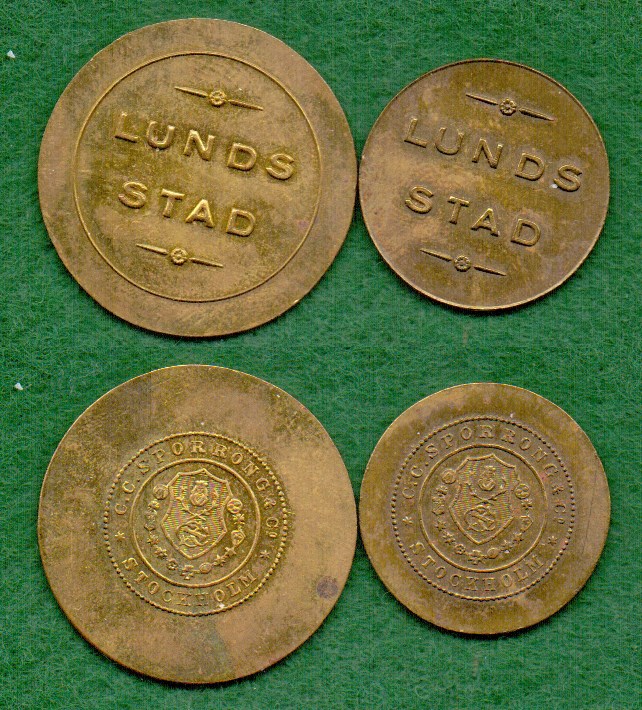 LUNDS
STAD
LUNDS
STAD
★ C.C. SPORRONG & Cº ★
STOCKHOLM
★ C.C. SPORRONG & Cº ★
STOCKHOLM